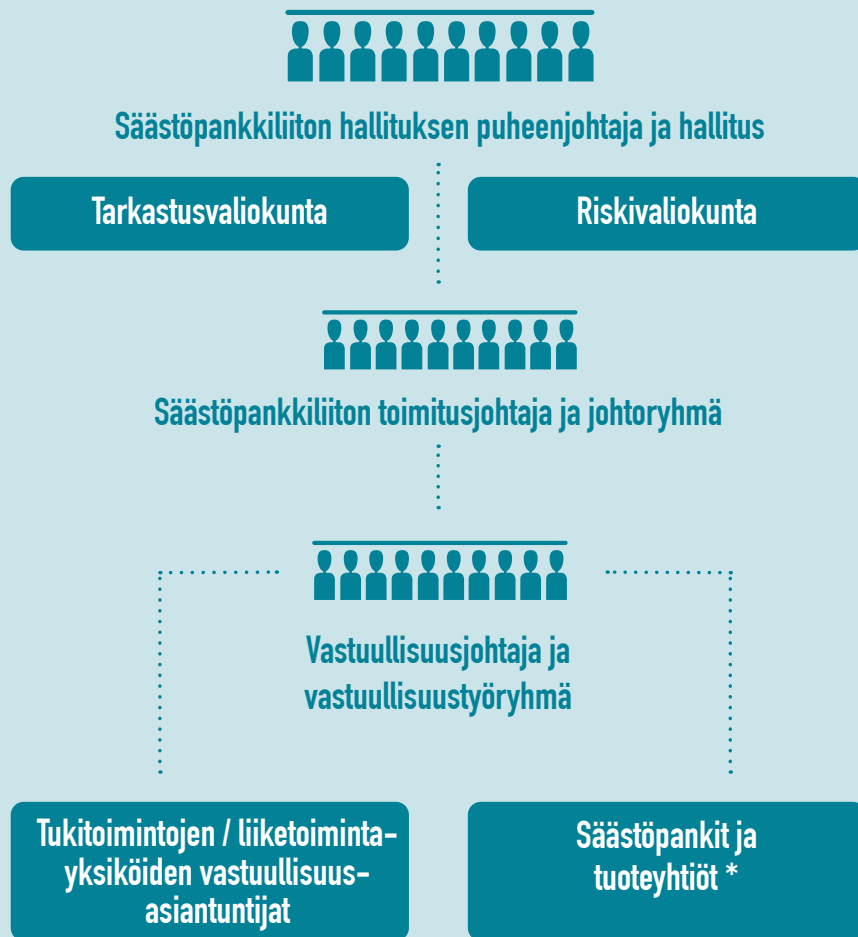 Säästöpankkiliiton hallituksen puheenjohtaja ja hallitus
Tarkastusvaliokunta
Riskivaliokunta
Säästöpankkiliiton toimitusjohtaja ja johtoryhmä
Vastuullisuusjohtaja ja
vastuullisuustyöryhmä
Tukitoimintojen / liiketoiminta-
yksiköiden vastuullisuus-
asiantuntijat
Säästöpankit ja
tuoteyhtiöt *